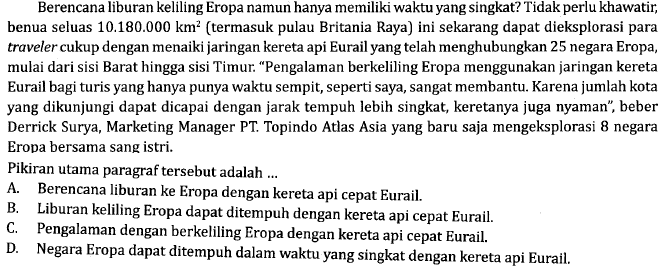 Berencana liburan keliling Eropa namun hanya memiliki waktu yang singkat? Tidak perlu khawatir,
benua seluas 10.180.000 km² (termasuk pulau Britania Raya) ini sekarang dapat dieksplorasi para
traveler cukup dengan menaiki jaringan kereta api Eurail yang telah menghubungkan 25 negara Eropa,
mulai dari sisi Barat hingga sisi Timur. “Pengalaman berkeliling Eropa menggunakan jaringan kereta
Eurail bagi turis yang hanya punya waktu sempit, seperti saya, sangat membantu. Karena jumlah kota
yang dikunjungi dapat dicapai dengan jarak tempuh lebih singkat, keretanya juga nyaman”, beber
Derrick Surya, Marketing Manager PT. Topindo Atlas Asia yang baru saja mengeksplorasi 8 negara
Eropa bersama sang istri.
Pikiran utama paragraf tersebut adalah ...
A. Berencana liburan ke Eropa dengan kereta api cepat Eurail.
B. Liburan keliling Eropa dapat ditempuh dengan kereta api cepat Eurail.
C. Pengalaman dengan berkeliling Eropa dengan kereta api cepat Eurail.
D. Negara Eropa dapat ditempuh dalam waktu yang singkat dengan kereta api Eurail.